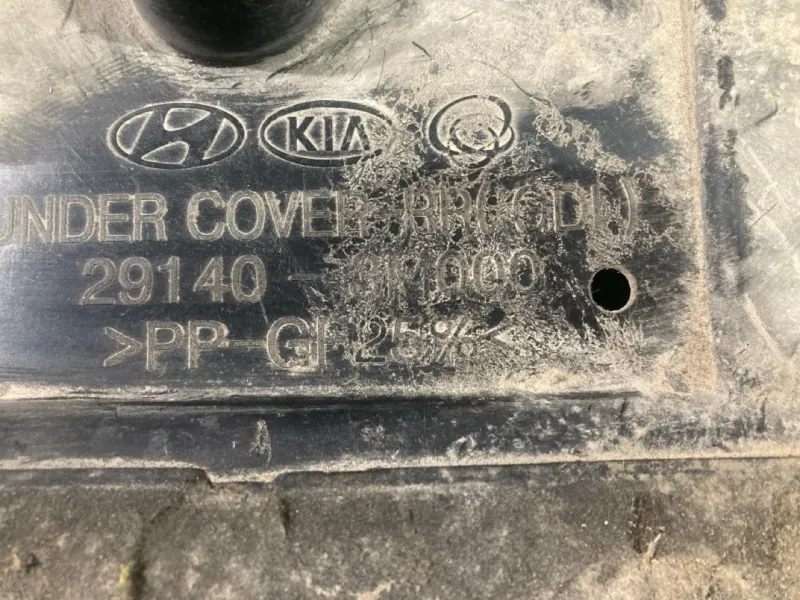 KIA
UNDER COVER
29140
>PP-GF25%<